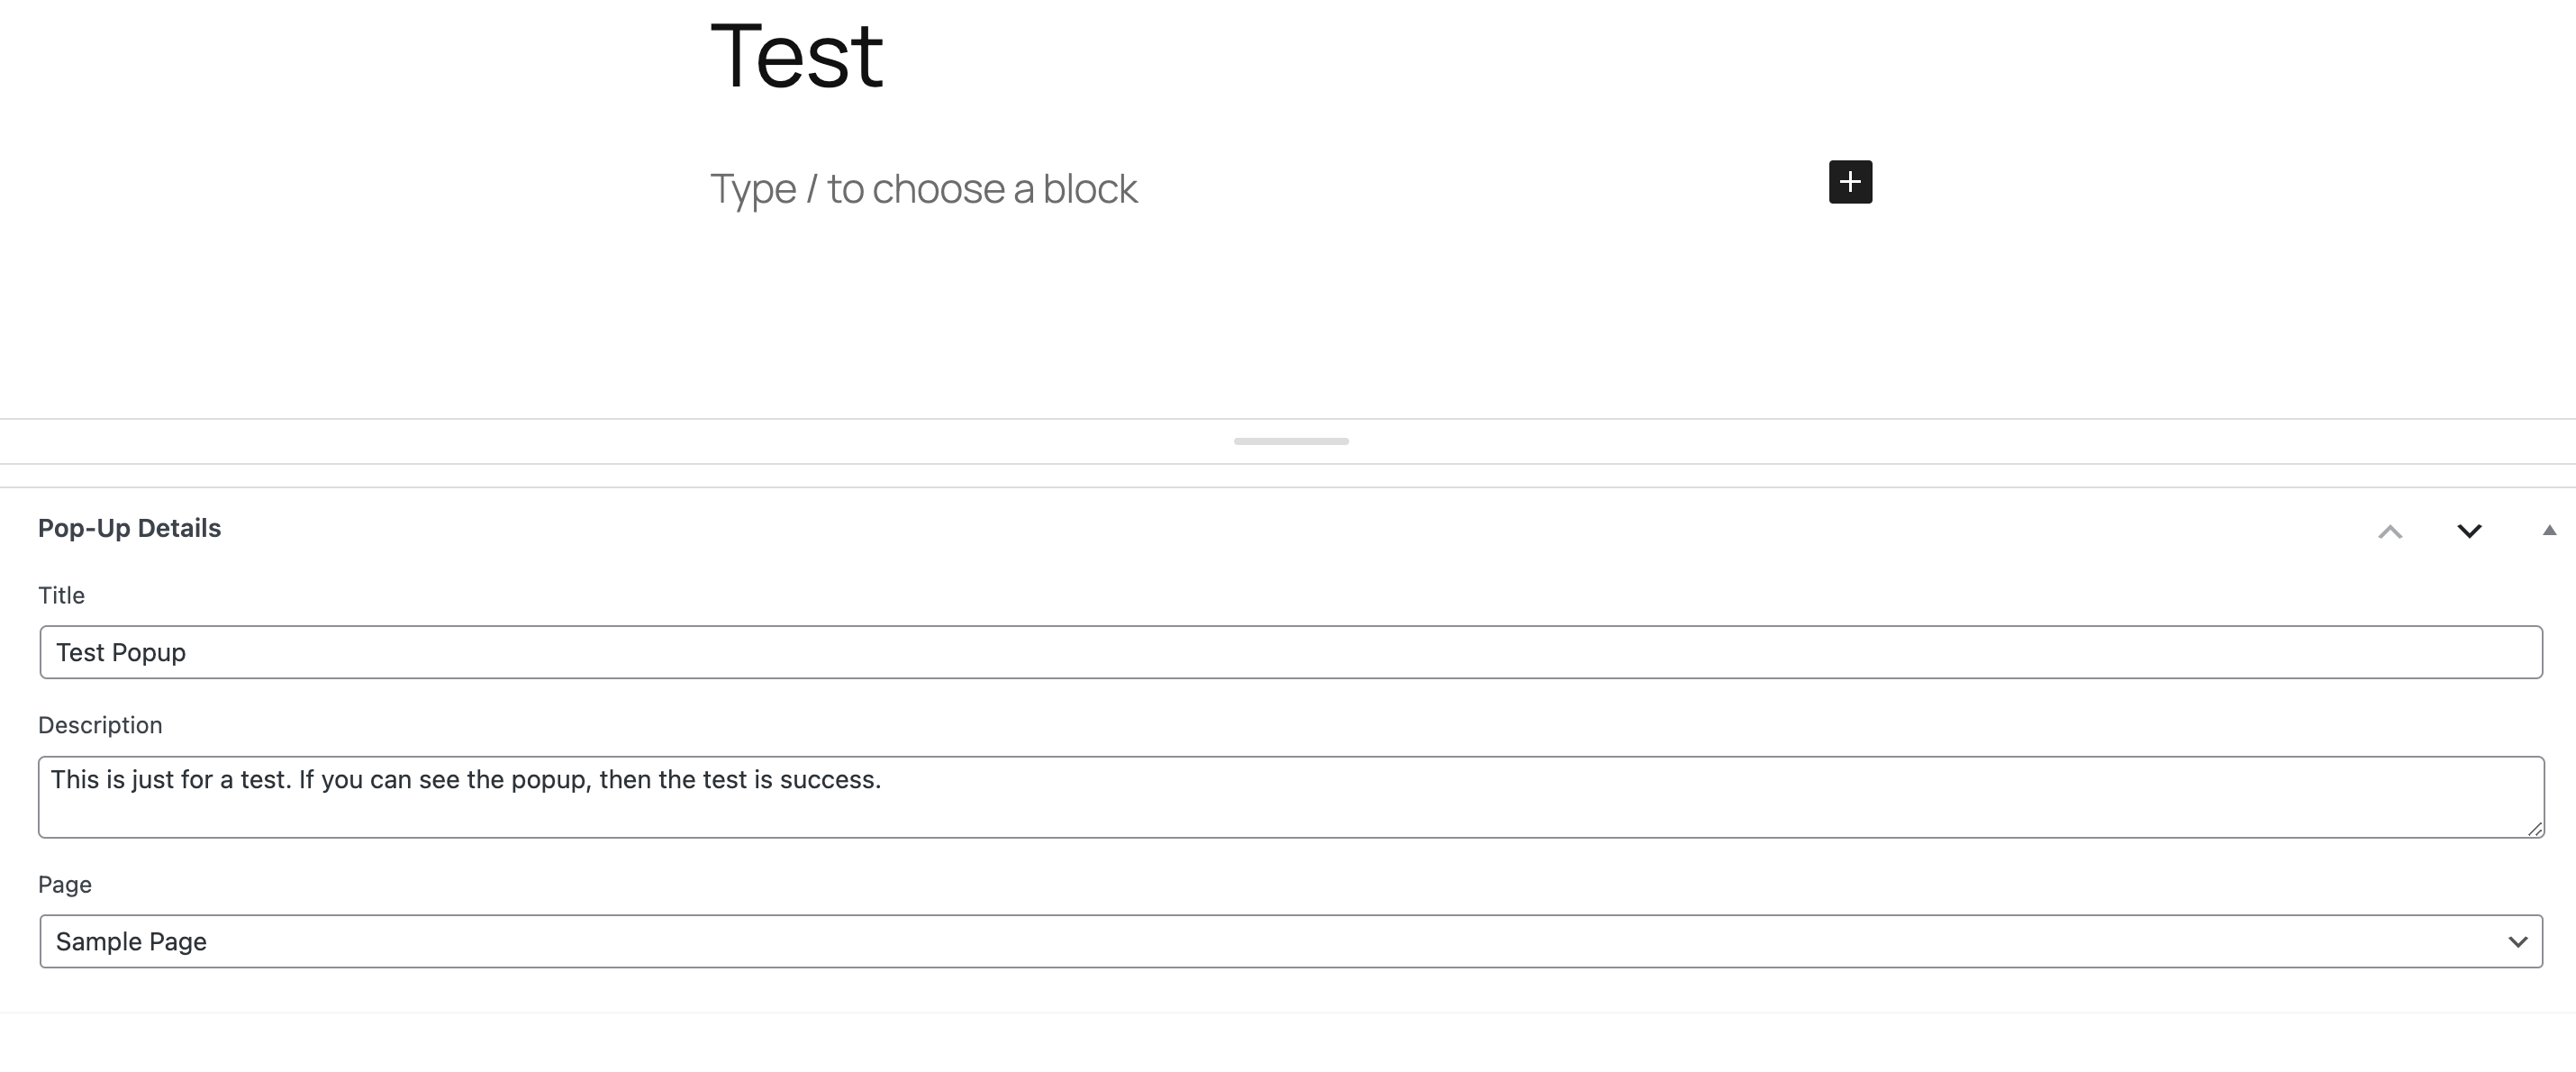 Test
Type / to choose a block
Pop-Up Details
Title
Test Popup
Description
This is just for a test. If you can see the popup, then the test is success.
Page
Sample Page